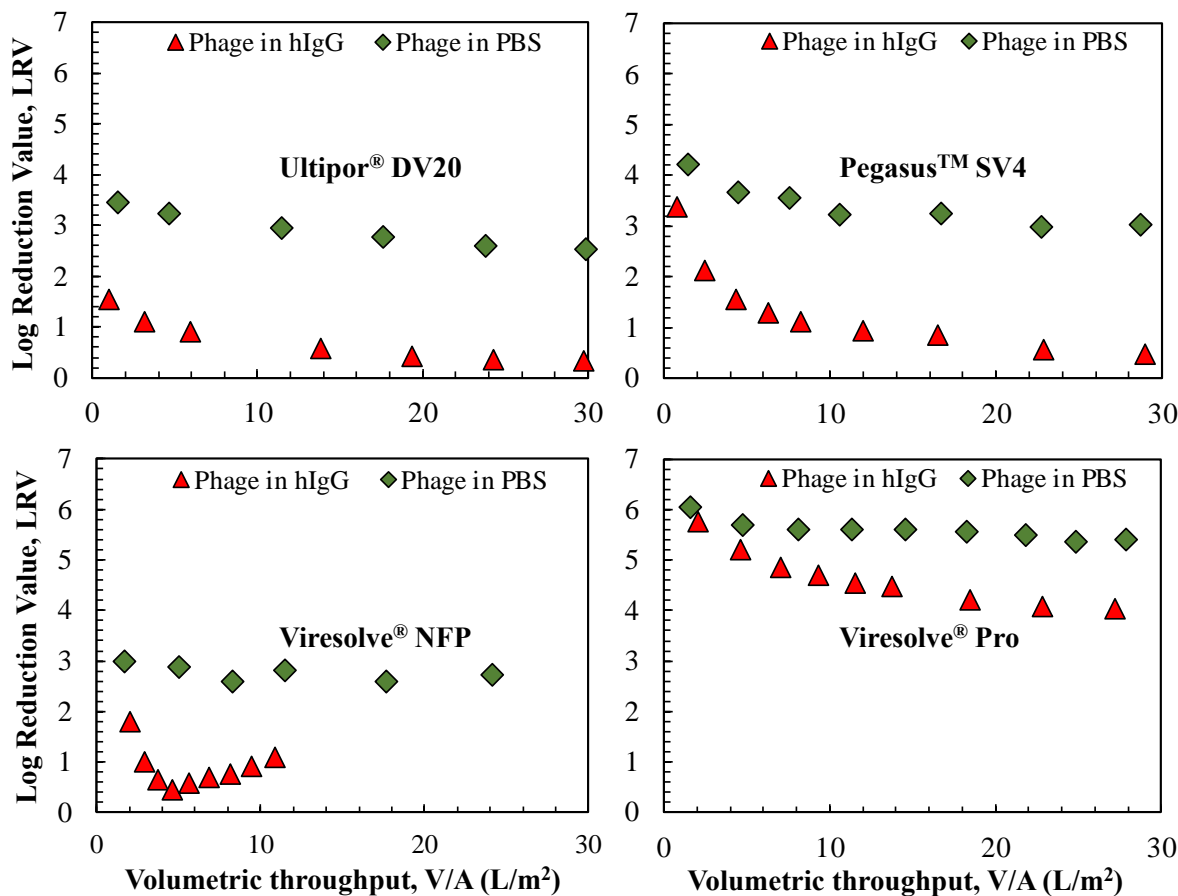 Log Reduction Value, LRV
7
6
5
4
3
2
1
0
Phage in hIgG Phage in PBS
Ultipor® DV20
0 10 20 30
7
6
5
4
3
2
1
0
Phage in hIgG Phage in PBS
Pegasus™ SV4
0 10 20 30
Log Reduction Value, LRV
7
6
5
4
3
2
1
0
Phage in hIgG Phage in PBS
Viresolve® NFP
0 10 20 30
Volumetric throughput, V/A (L/m²)
7
6
5
4
3
2
1
0
Phage in hIgG Phage in PBS
Viresolve® Pro
0 10 20 30
Volumetric throughput, V/A (L/m²)